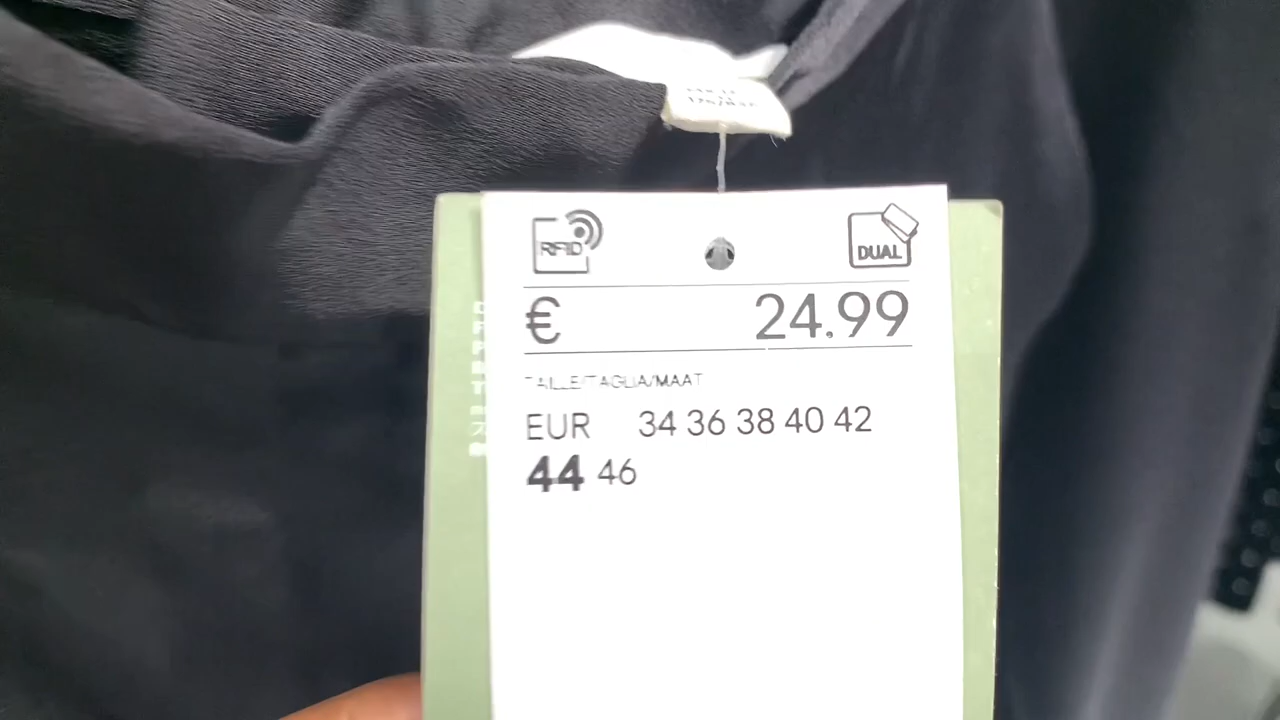 RFID
DUAL
€ 24.99
TAILLE/TAGLIA/MAAT
EUR 34 36 38 40 42
44 46